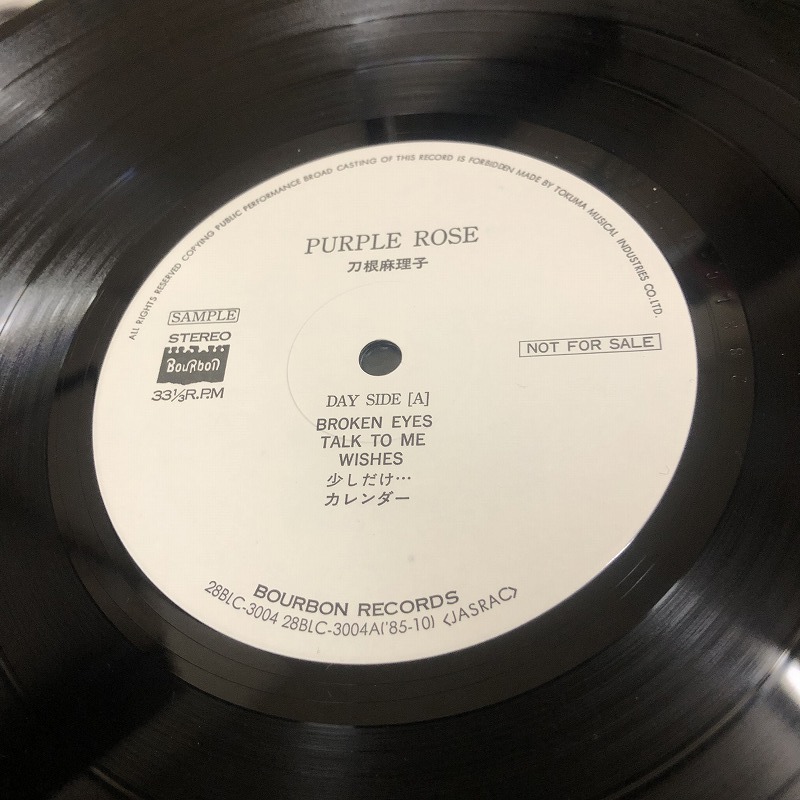 ALL RIGHTS RESERVED COPYING PUBLIC PERFORMANCE BROAD CASTING OF THIS RECORD IS FORBIDDEN MADE BY TOKUMA MUSICAL INDUSTRIES CO.LTD.
PURPLE ROSE
刀根麻理子
SAMPLE
STEREO
BouRbon
33⅓R.P.M
NOT FOR SALE
DAY SIDE [A]
BROKEN EYES
TALK TO ME
WISHES
少しだけ…
カレンダー
BOURBON RECORDS
28BLC-3004 28BLC-3004A('85-10) <JASRAC>